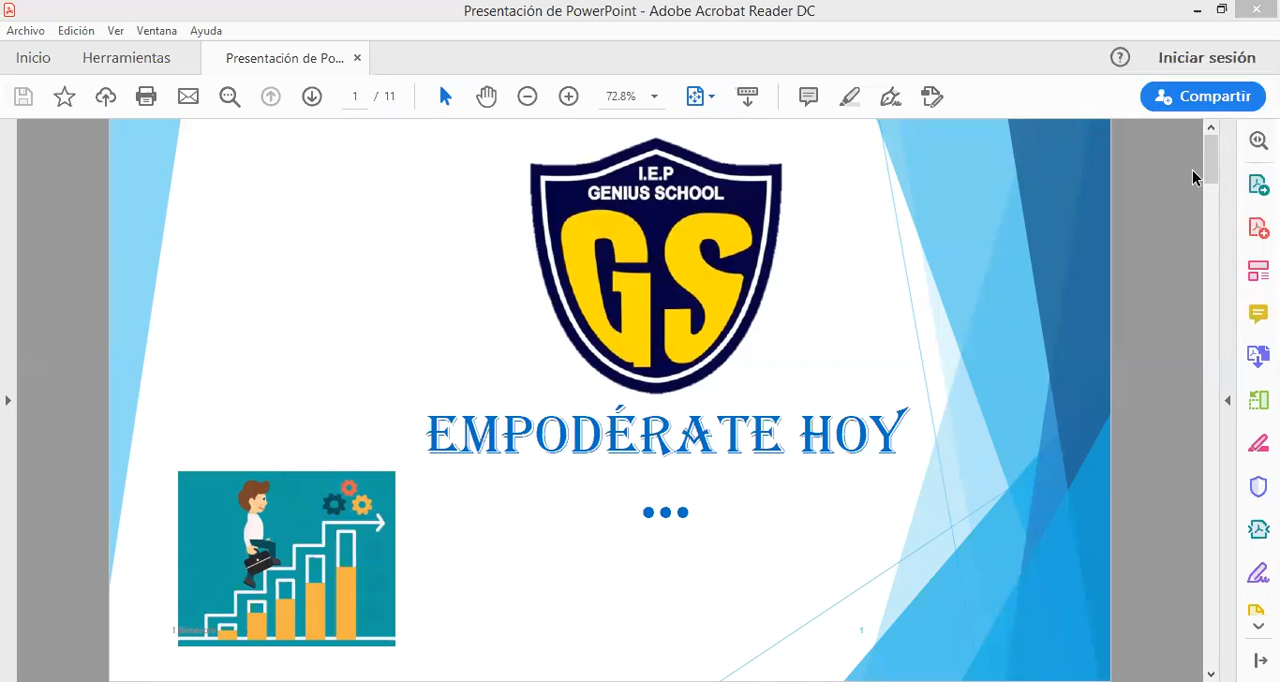 Presentación de PowerPoint - Adobe Acrobat Reader DC
Archivo Edición Ver Ventana Ayuda
Inicio Herramientas Presentación de Po... Iniciar sesión
1 / 11 72.8% Compartir
I.E.P
GENIUS SCHOOL
GS
EMPODÉRATE HOY
...
I Bimestre
1